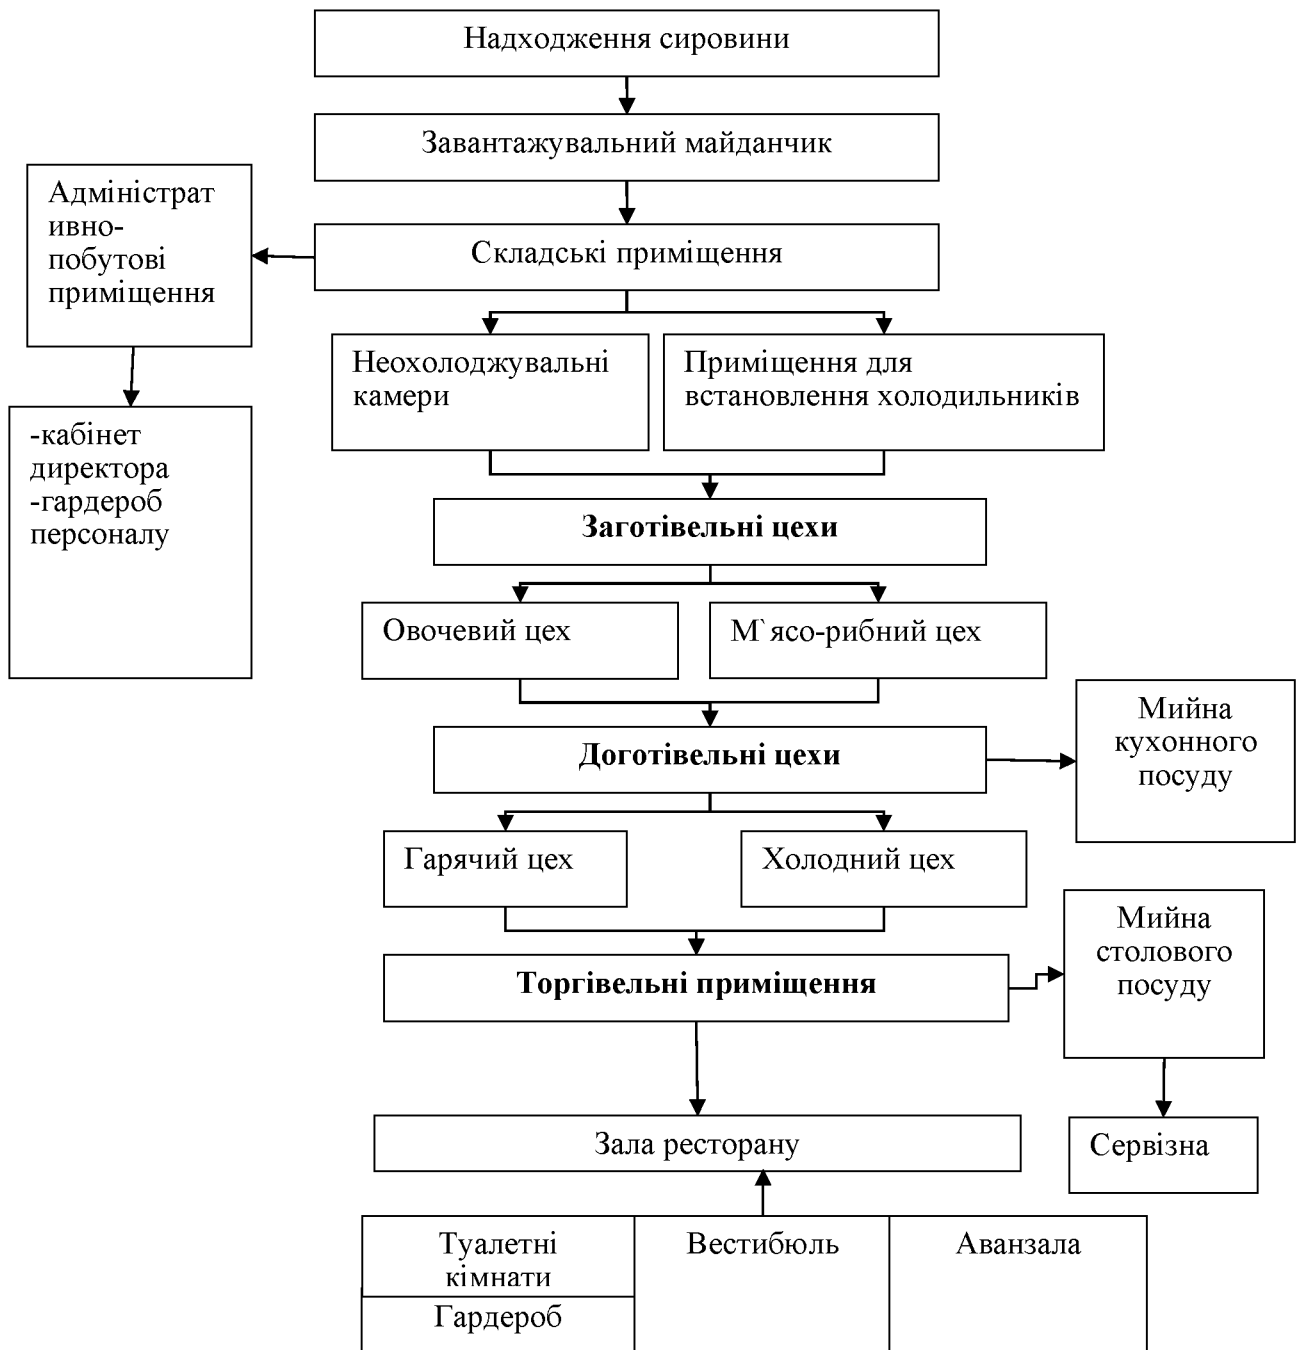 Надходження сировини
Завантажувальний майданчик
Адміністрат
ивно-
побутові
приміщення
Складські приміщення
Неохолоджувальні
камери
Приміщення для
встановлення холодильників
-кабінет
директора
-гардероб
персоналу
Заготівельні цехи
Овочевий цех
М`ясо-рибний цех
Доготівельні цехи
Мийна
кухонного
посуду
Гарячий цех
Холодний цех
Торгівельні приміщення
Мийна
столового
посуду
Зала ресторану
Сервізна
Туалетні
кімнати
Гардероб
Вестибюль
Аванзала